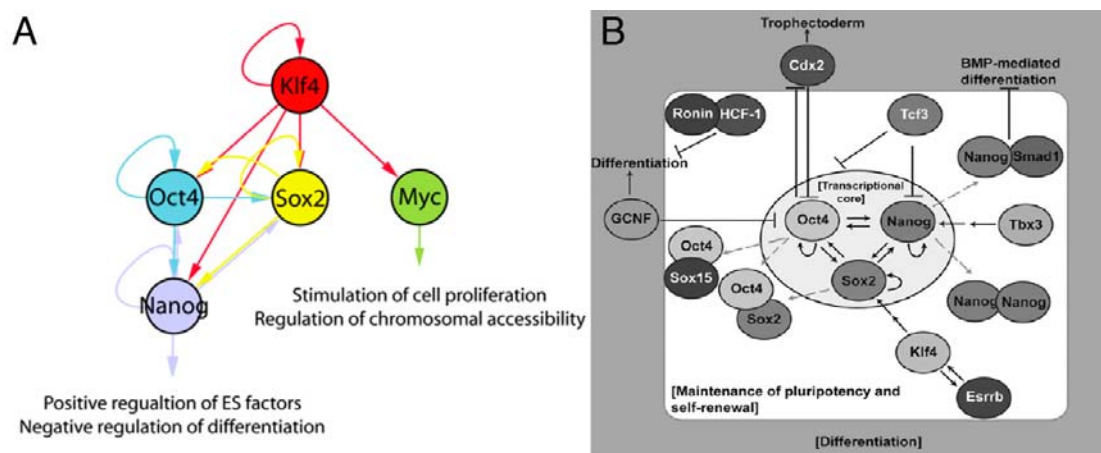 A
Klf4
Oct4
Sox2
Myc
Nanog
Stimulation of cell proliferation
Regulation of chromosomal accessibility
Positive regualtion of ES factors
Negative regulation of differentiation
B
Trophectoderm
Cdx2
BMP-mediated
differentiation
Ronin
HCF-1
Tcf3
Nanog
Smad1
Differentiation
[Transcriptional
core]
GCNF
Oct4
Nanog
Tbx3
Oct4
Sox15
Sox2
Oct4
Sox2
Nanog
Nanog
Klf4
Esrrb
[Maintenance of pluripotency and
self-renewal]
[Differentiation]